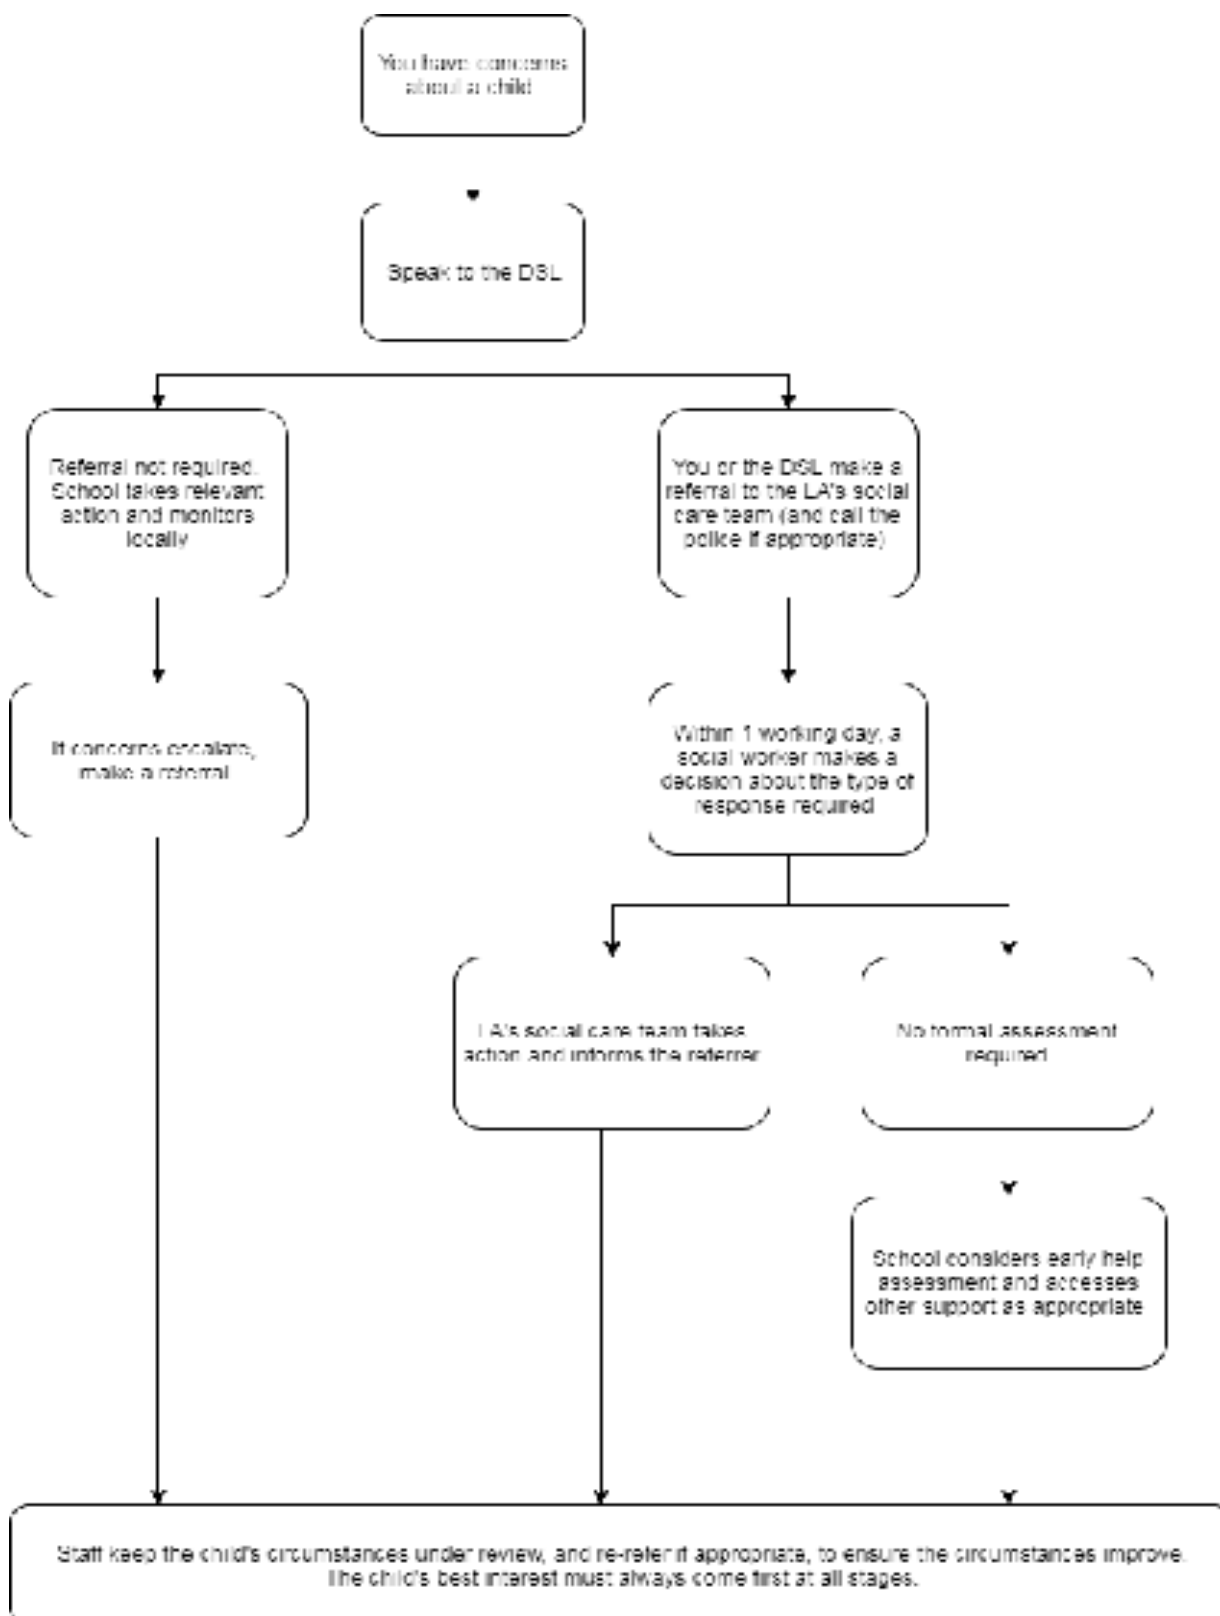 You have concerns
about a child
Speak to the DSL
Referral not required.
School takes relevant
action and monitors
locally
You or the DSL make a
referral to the LA's social
care team (and call the
police if appropriate)
If concerns escalate,
make a referral
Within 1 working day, a
social worker makes a
decision about the type of
response required
LA's social care team takes
action and informs the referrer
No formal assessment
required
School considers early help
assessment and accesses
other support as appropriate
Staff keep the child's circumstances under review, and re-refer if appropriate, to ensure the circumstances improve.
The child's best interest must always come first at all stages.